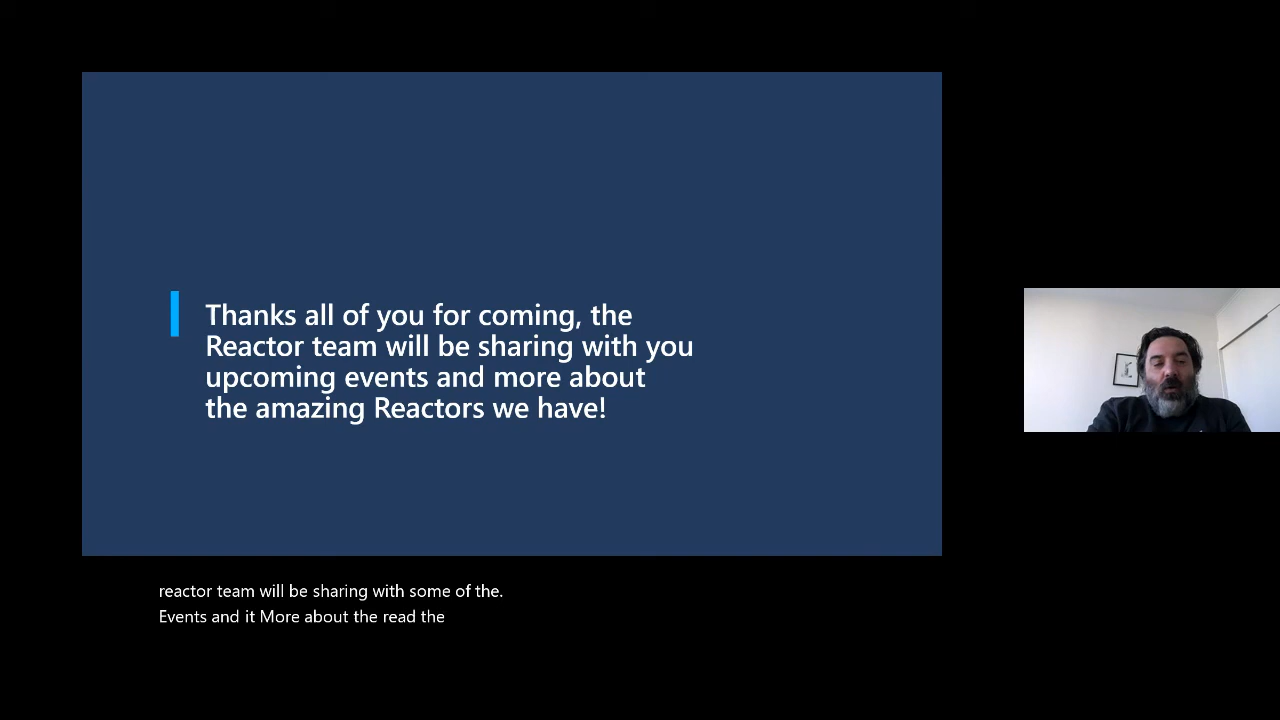 Thanks all of you for coming, the
Reactor team will be sharing with you
upcoming events and more about
the amazing Reactors we have!
reactor team will be sharing with some of the.
Events and it More about the read the